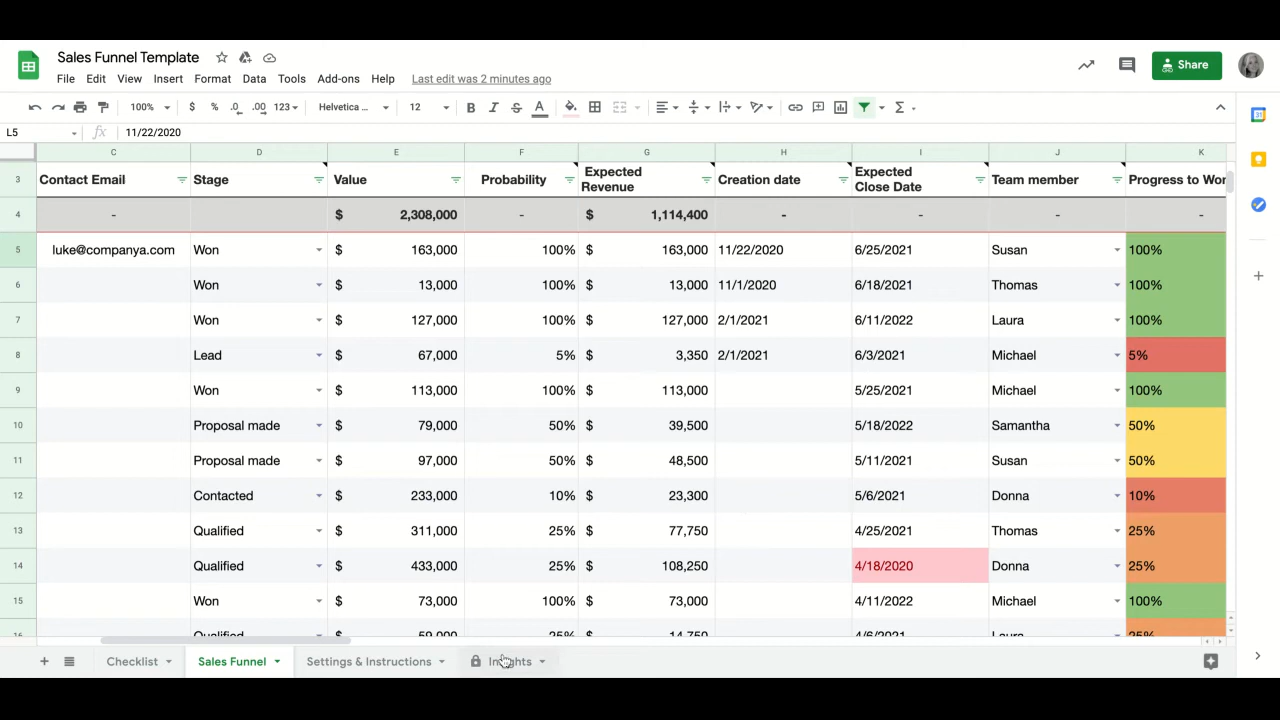 Sales Funnel Template
File Edit View Insert Format Data Tools Add-ons Help Last edit was 2 minutes ago
Share
100% $ % .0 .00 123 Helvetica ... 12 B I S A Σ
L5 fx 11/22/2020
C D E F G H I J K
3 Contact Email Stage Value Probability Expected Revenue Creation date Expected Close Date Team member Progress to Won
4 - $ 2,308,000 - $ 1,114,400 - - - -
5 luke@companya.com Won $ 163,000 100% $ 163,000 11/22/2020 6/25/2021 Susan 100%
6 Won $ 13,000 100% $ 13,000 11/1/2020 6/18/2021 Thomas 100%
7 Won $ 127,000 100% $ 127,000 2/1/2021 6/11/2022 Laura 100%
8 Lead $ 67,000 5% $ 3,350 2/1/2021 6/3/2021 Michael 5%
9 Won $ 113,000 100% $ 113,000 5/25/2021 Michael 100%
10 Proposal made $ 79,000 50% $ 39,500 5/18/2022 Samantha 50%
11 Proposal made $ 97,000 50% $ 48,500 5/11/2021 Susan 50%
12 Contacted $ 233,000 10% $ 23,300 5/6/2021 Donna 10%
13 Qualified $ 311,000 25% $ 77,750 4/25/2021 Thomas 25%
14 Qualified $ 433,000 25% $ 108,250 4/18/2020 Donna 25%
15 Won $ 73,000 100% $ 73,000 4/11/2022 Michael 100%
16 Qualified $ 59,000 25% $ 14,750 4/6/2021 Laura 25%
+ Checklist Sales Funnel Settings & Instructions Insights